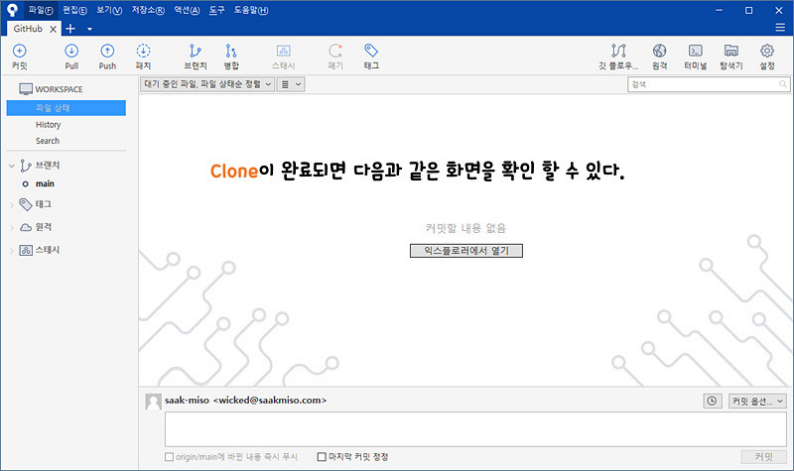 파일(F) 편집(E) 보기(V) 저장소(R) 액션(A) 도구 도움말(H)
GitHub
커밋 Pull Push 패치 브랜치 병합 스태시 폐기 태그 깃 플로우... 원격 터미널 탐색기 설정
WORKSPACE
파일 상태
History
Search
브랜치
main
태그
원격
스태시
대기 중인 파일, 파일 상태순 정렬
검색
Clone이 완료되면 다음과 같은 화면을 확인 할 수 있다.
커밋할 내용 없음
익스플로러에서 열기
saak-miso <wicked@saakmiso.com>
커밋 옵션...
origin/main에 바뀐 내용 즉시 푸시
마지막 커밋 정정
커밋